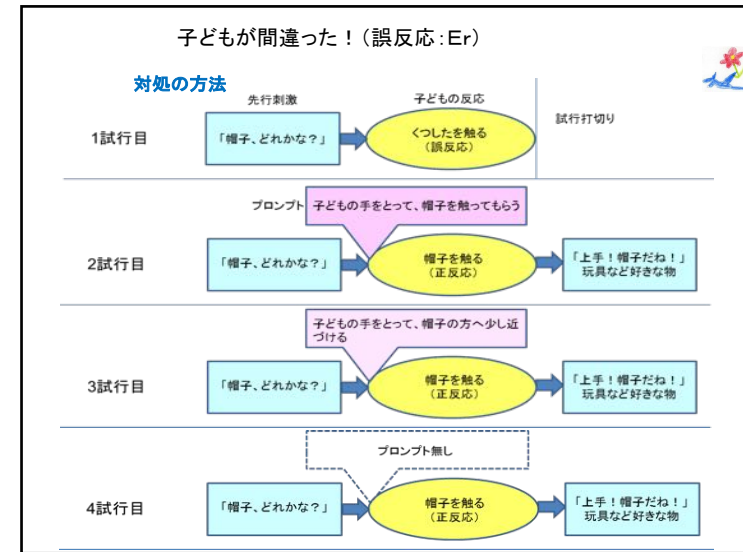 子どもが間違った！（誤反応：Er）
対処の方法
先行刺激
子どもの反応
試行打切り
1試行目
「帽子、どれかな？」
くつしたを触る
（誤反応）
プロンプト
子どもの手をとって、帽子を触ってもらう
2試行目
「帽子、どれかな？」
帽子を触る
（正反応）
「上手！帽子だね！」
玩具など好きな物
子どもの手をとって、帽子の方へ少し近
づける
3試行目
「帽子、どれかな？」
帽子を触る
（正反応）
「上手！帽子だね！」
玩具など好きな物
プロンプト無し
4試行目
「帽子、どれかな？」
帽子を触る
（正反応）
「上手！帽子だね！」
玩具など好きな物